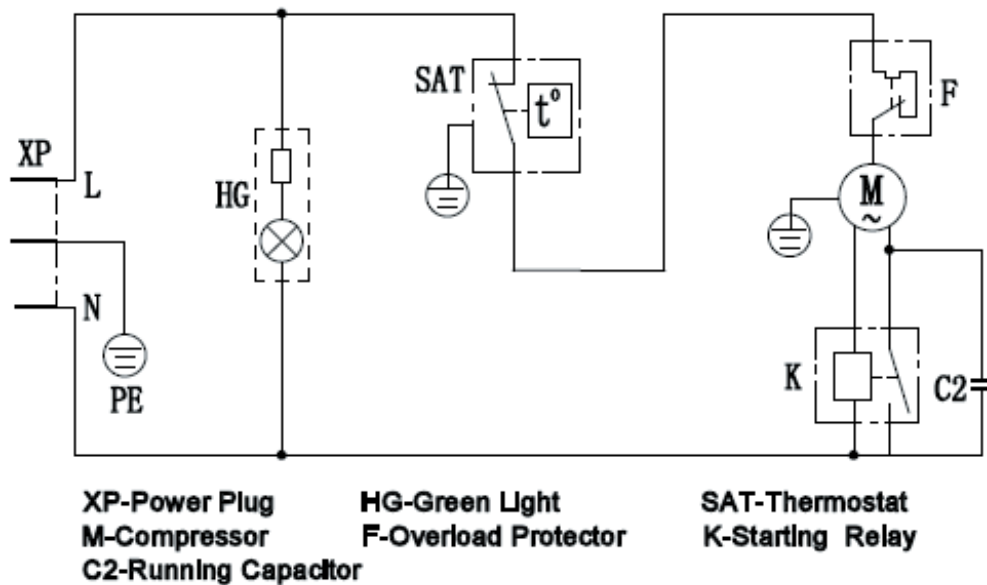 SAT
t°
F
XP
L
HG
M
~
N
PE
K
C2
XP-Power Plug HG-Green Light SAT-Thermostat
M-Compressor F-Overload Protector K-Starting Relay
C2-Running Capacitor